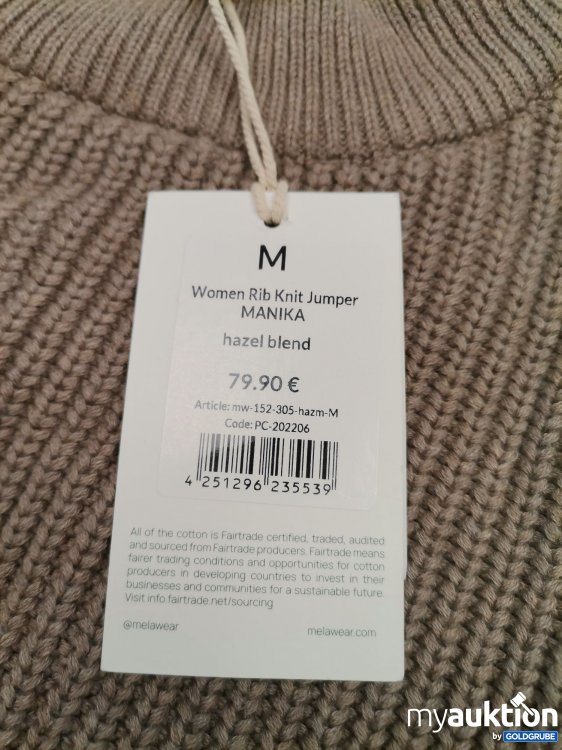 M
Women Rib Knit Jumper
MANIKA
hazel blend
79.90 €
Article: mw-152-305-hazm-M
Code: PC-202206
4 251296 235539
All of the cotton is Fairtrade certified, traded, audited
and sourced from Fairtrade producers. Fairtrade means
fairer trading conditions and opportunities for cotton
producers in developing countries to invest in their
businesses and communities for a sustainable future.
Visit info.fairtrade.net/sourcing
@melawear melawear.com
myauktion
by GOLDGRUBE